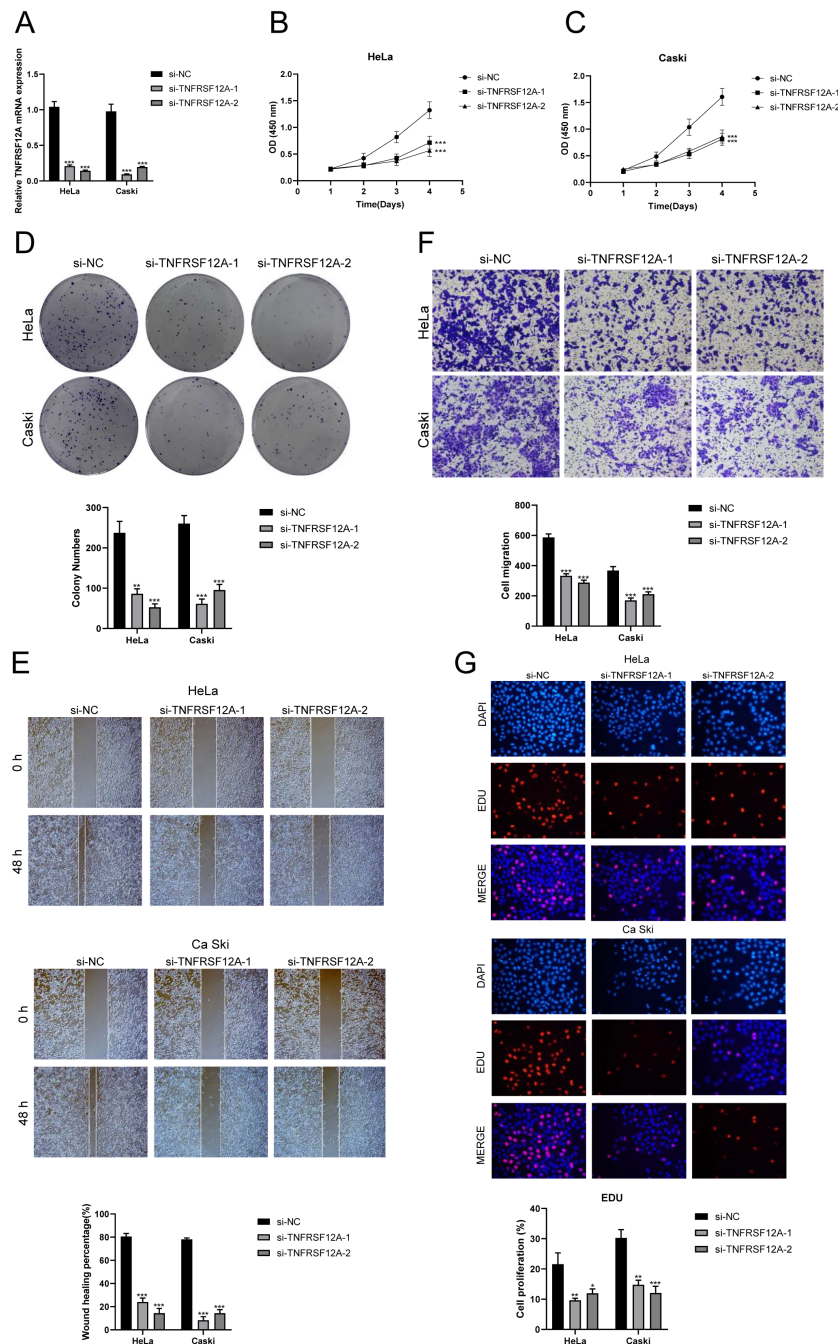 A
Relative TNFRSF12A mRNA expression
1.5
1.0
0.5
0.0
HeLa
Caski
***
***
***
***
si-NC
si-TNFRSF12A-1
si-TNFRSF12A-2
B
HeLa
OD (450 nm)
2.0
1.5
1.0
0.5
0.0
0 1 2 3 4 5
Time(Days)
si-NC
si-TNFRSF12A-1
si-TNFRSF12A-2
***
***
C
Caski
OD (450 nm)
2.0
1.5
1.0
0.5
0.0
0 1 2 3 4 5
Time(Days)
si-NC
si-TNFRSF12A-1
si-TNFRSF12A-2
***
***
D
si-NC si-TNFRSF12A-1 si-TNFRSF12A-2
HeLa
Caski
Colony Numbers
300
200
100
0
HeLa
Caski
**
***
***
***
si-NC
si-TNFRSF12A-1
si-TNFRSF12A-2
F
si-NC si-TNFRSF12A-1 si-TNFRSF12A-2
HeLa
Caski
Cell migration
800
600
400
200
0
HeLa
Caski
***
***
***
***
si-NC
si-TNFRSF12A-1
si-TNFRSF12A-2
E
HeLa
si-NC si-TNFRSF12A-1 si-TNFRSF12A-2
0 h
48 h
Ca Ski
si-NC si-TNFRSF12A-1 si-TNFRSF12A-2
0 h
48 h
Wound healing percentage(%)
100
80
60
40
20
0
HeLa
Caski
***
***
***
***
si-NC
si-TNFRSF12A-1
si-TNFRSF12A-2
G
HeLa
si-NC si-TNFRSF12A-1 si-TNFRSF12A-2
DAPI
EDU
MERGE
Ca Ski
DAPI
EDU
MERGE
EDU
Cell proliferation (%)
40
30
20
10
0
HeLa
Caski
**
*
**
***
si-NC
si-TNFRSF12A-1
si-TNFRSF12A-2